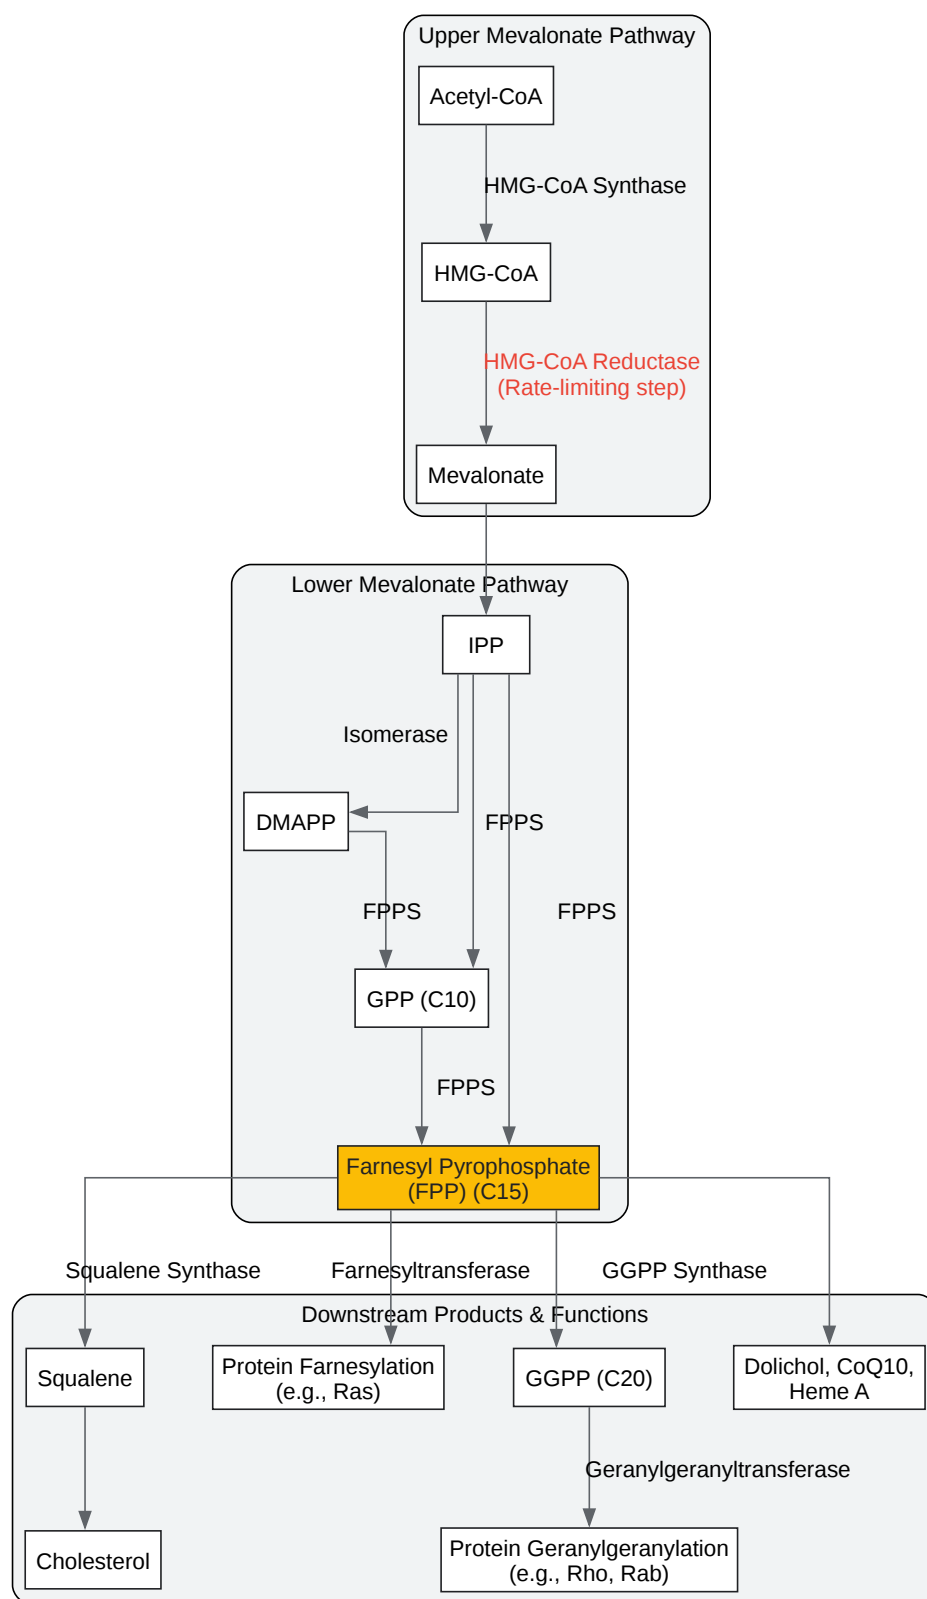 Upper Mevalonate Pathway
Acetyl-CoA
HMG-CoA Synthase
HMG-CoA
HMG-CoA Reductase
(Rate-limiting step)
Mevalonate
Lower Mevalonate Pathway
IPP
Isomerase
DMAPP
FPPS
FPPS
FPPS
GPP (C10)
FPPS
Farnesyl Pyrophosphate
(FPP) (C15)
Squalene Synthase
Farnesyltransferase
GGPP Synthase
Downstream Products & Functions
Squalene
Protein Farnesylation
(e.g., Ras)
GGPP (C20)
Dolichol, CoQ10,
Heme A
Geranylgeranyltransferase
Cholesterol
Protein Geranylgeranylation
(e.g., Rho, Rab)